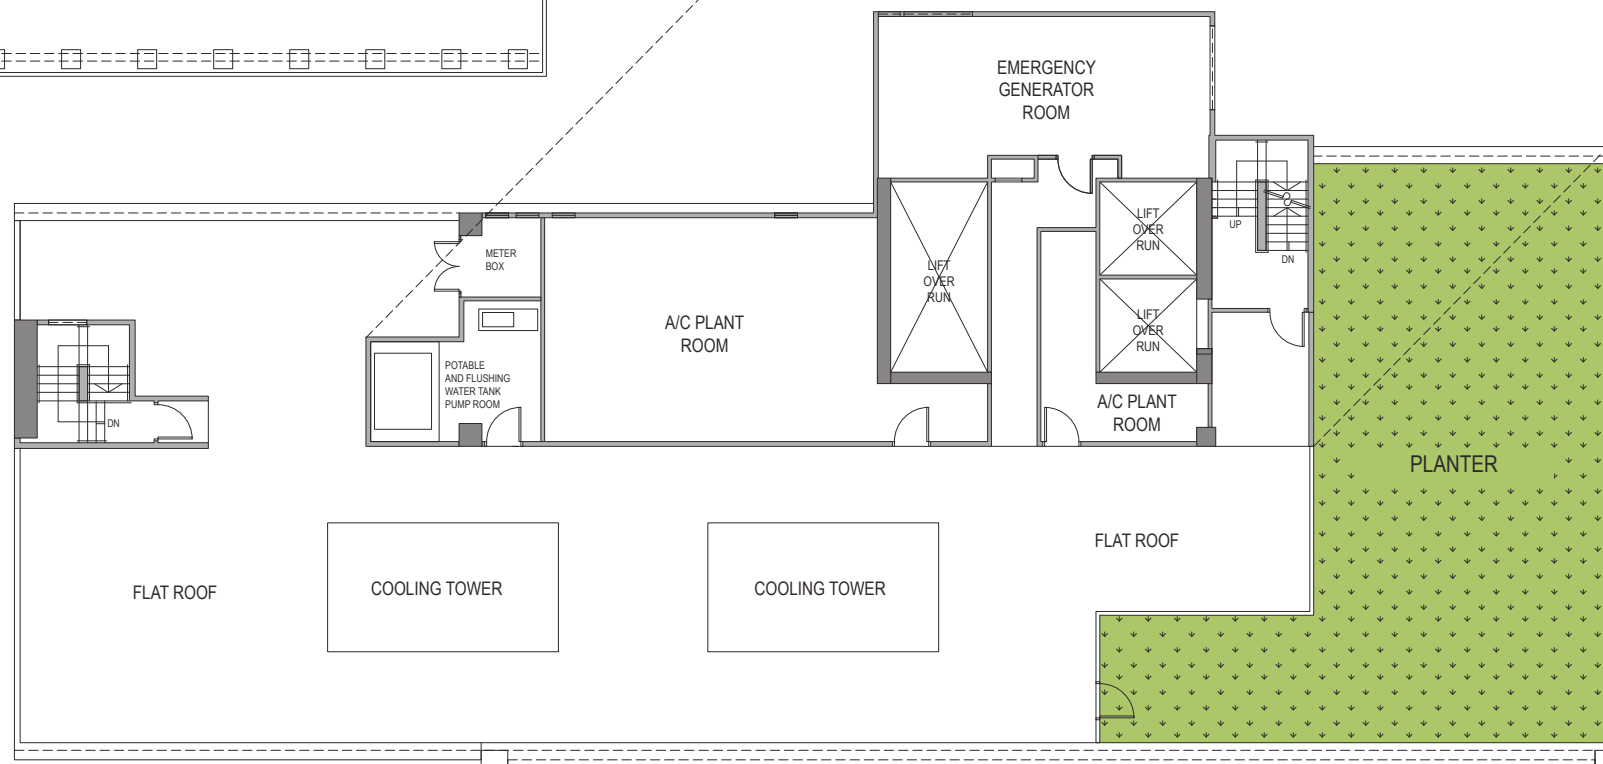 EMERGENCY
GENERATOR
ROOM
LIFT
OVER
RUN
UP
DN
METER
BOX
LIFT
OVER
RUN
A/C PLANT
ROOM
LIFT
OVER
RUN
POTABLE
AND FLUSHING
WATER TANK
PUMP ROOM
A/C PLANT
ROOM
DN
PLANTER
FLAT ROOF
COOLING TOWER
COOLING TOWER
FLAT ROOF